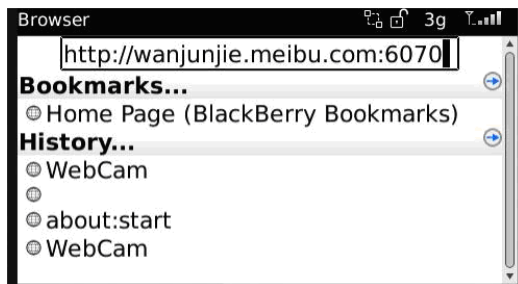 Browser 3g
http://wanjunjie.meibu.com:6070
Bookmarks...
Home Page (BlackBerry Bookmarks)
History...
WebCam
about:start
WebCam